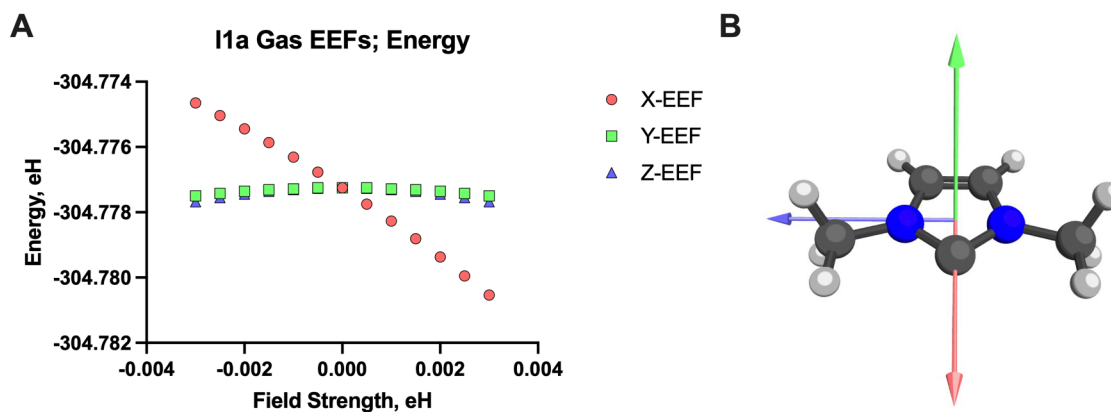 A
I1a Gas EEFs; Energy
-304.774
-304.776
-304.778
-304.780
-304.782
Energy, eH
-0.004
-0.002
0.000
0.002
0.004
Field Strength, eH
X-EEF
Y-EEF
Z-EEF
B